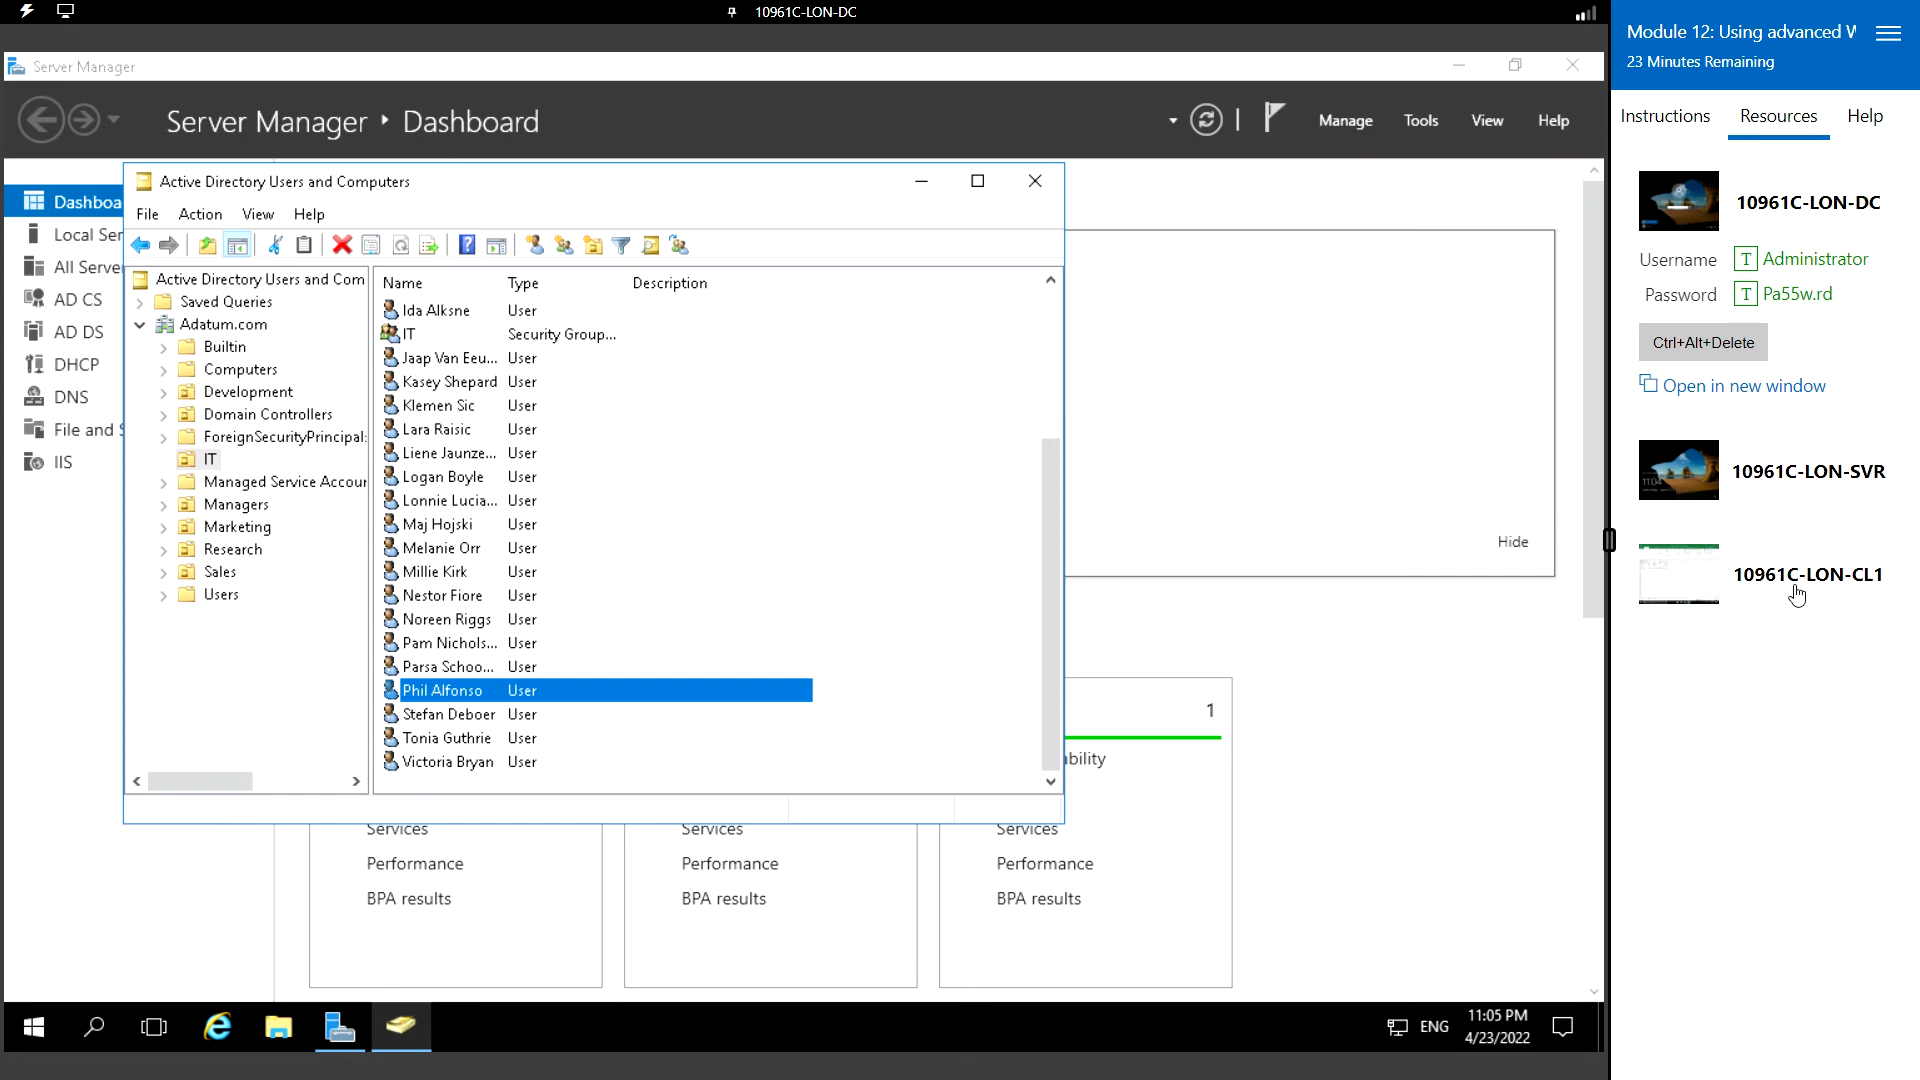 10961C-LON-DC
Server Manager
Server Manager ‣ Dashboard
Manage
Tools
View
Help
Local Ser
All Serve
AD CS
AD DS
DHCP
DNS
File and
IIS
Active Directory Users and Computers
File
Action
View
Help
Active Directory Users and Com
Saved Queries
Adatum.com
Builtin
Computers
Development
Domain Controllers
ForeignSecurityPrincipal:
IT
Managed Service Accour
Managers
Marketing
Research
Sales
Users
Name Type Description
Ida Alksne User
IT Security Group...
Jaap Van Eeu... User
Kasey Shepard User
Klemen Sic User
Lara Raisic User
Liene Jaunze... User
Logan Boyle User
Lonnie Lucia... User
Maj Hojski User
Melanie Orr User
Millie Kirk User
Nestor Fiore User
Noreen Riggs User
Pam Nichols... User
Parsa Schoo... User
Phil Alfonso User
Stefan Deboer User
Tonia Guthrie User
Victoria Bryan User
Hide
1
bility
Services
Performance
BPA results
Services
Performance
BPA results
Services
Performance
BPA results
ENG
11:05 PM
4/23/2022
Module 12: Using advanced W
23 Minutes Remaining
Instructions
Resources
Help
10961C-LON-DC
Username T Administrator
Password T Pa55w.rd
Ctrl+Alt+Delete
Open in new window
11:04
10961C-LON-SVR
10961C-LON-CL1